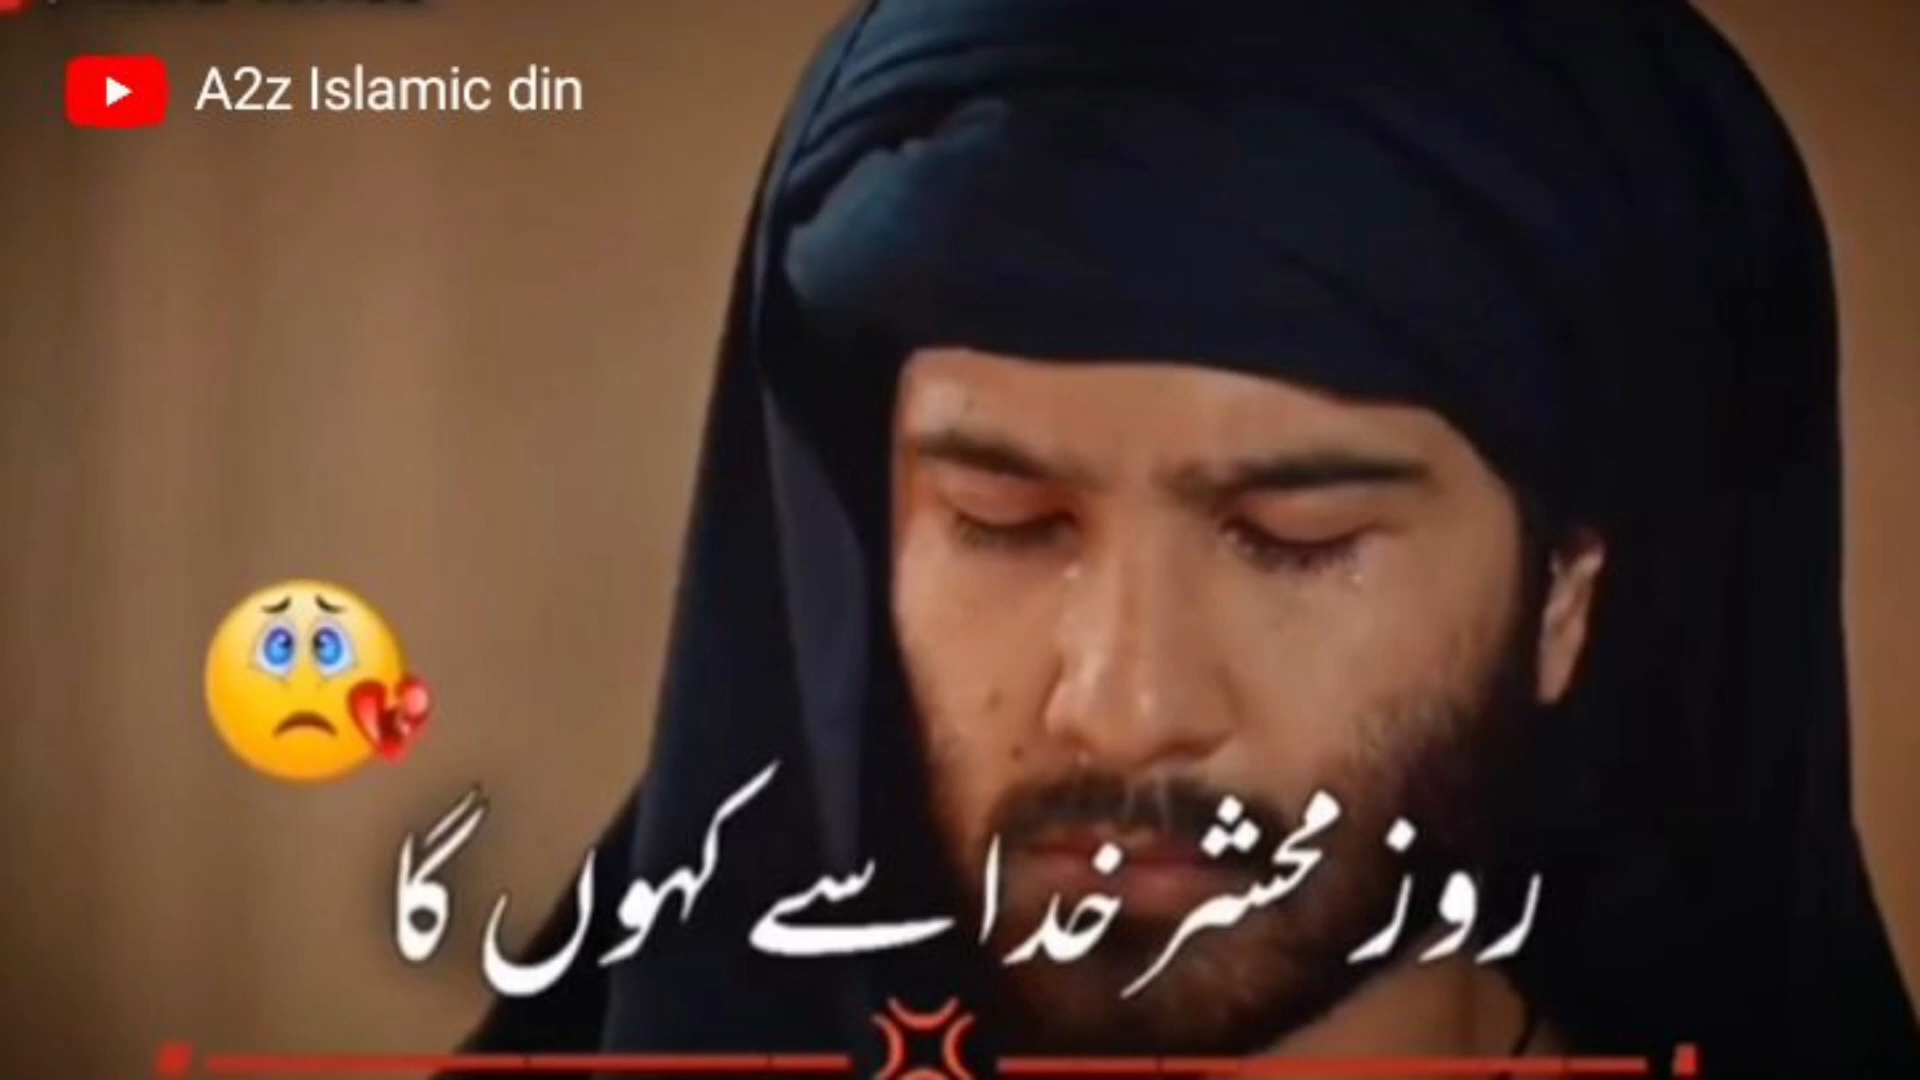 A2z Islamic din
روز محشر خدا سے کہوں گا